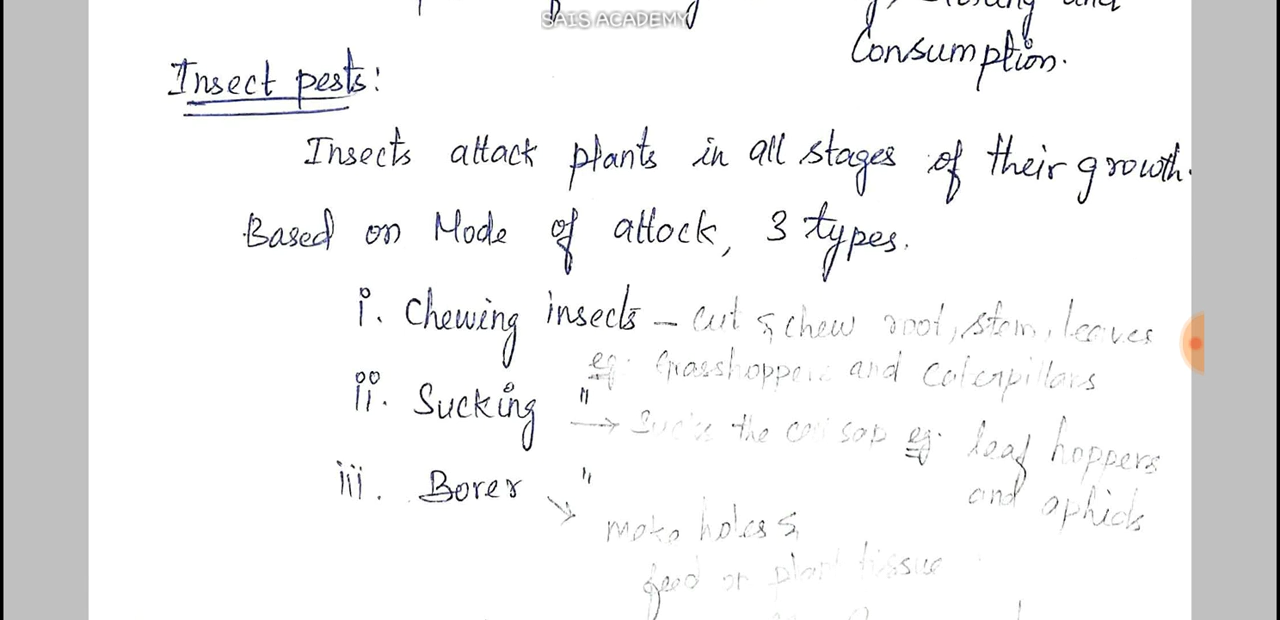 SAIS ACADEMY
Consumption.
Insect pests:
Insects attack plants in all stages of their growth.
Based on Mode of attock, 3 types.
i. Chewing insects – cut & chew root, stem, leaves
eg: Grasshoppers and Caterpillars
ii. Sucking " → Sucks the cell sap eg: leaf hoppers
and aphids
iii. Borer " → make holes &
feed on plant tissue